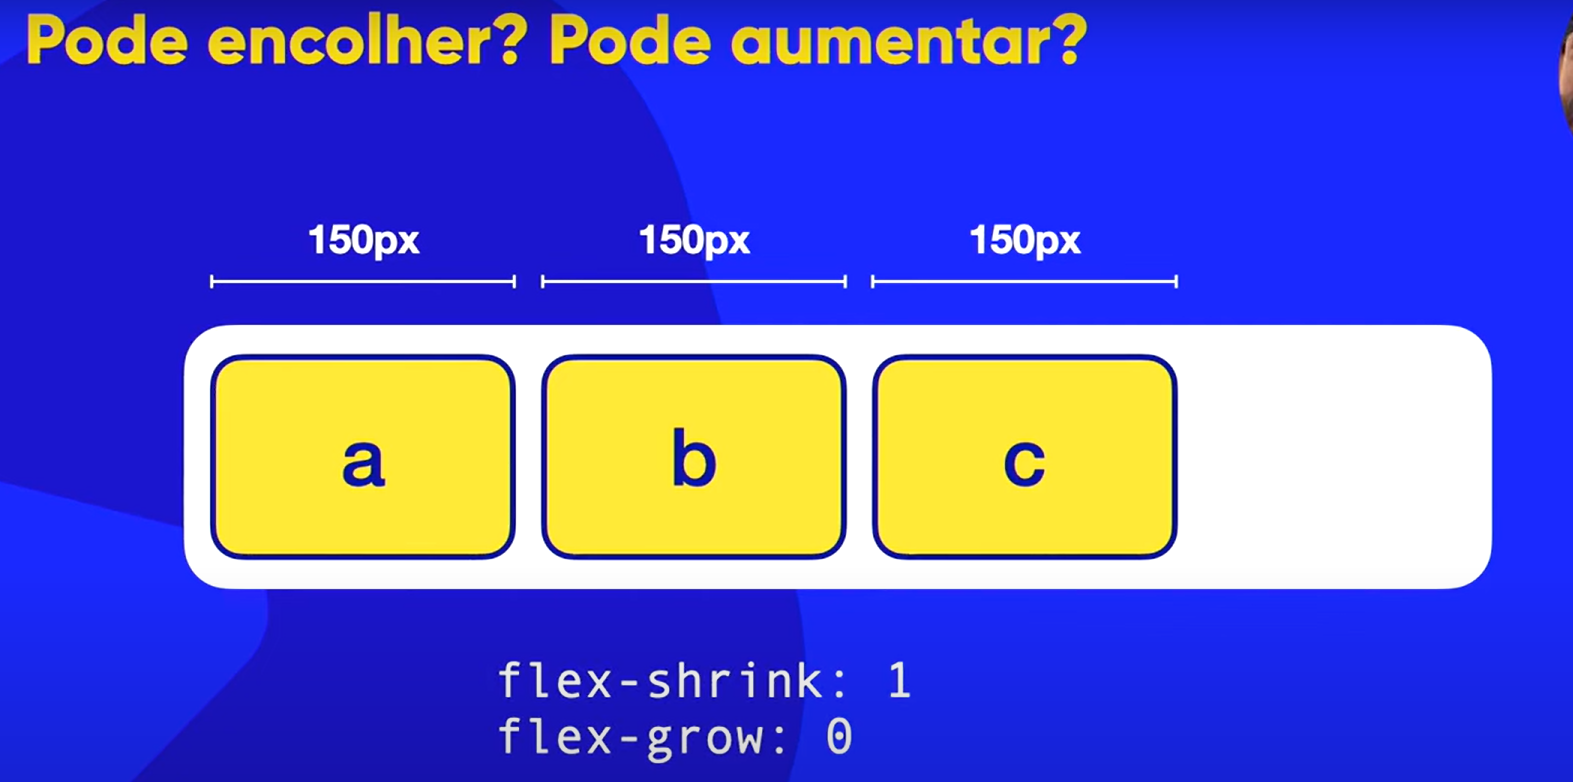 Pode encolher? Pode aumentar?
150px 150px 150px
a b c
flex-shrink: 1
flex-grow: 0